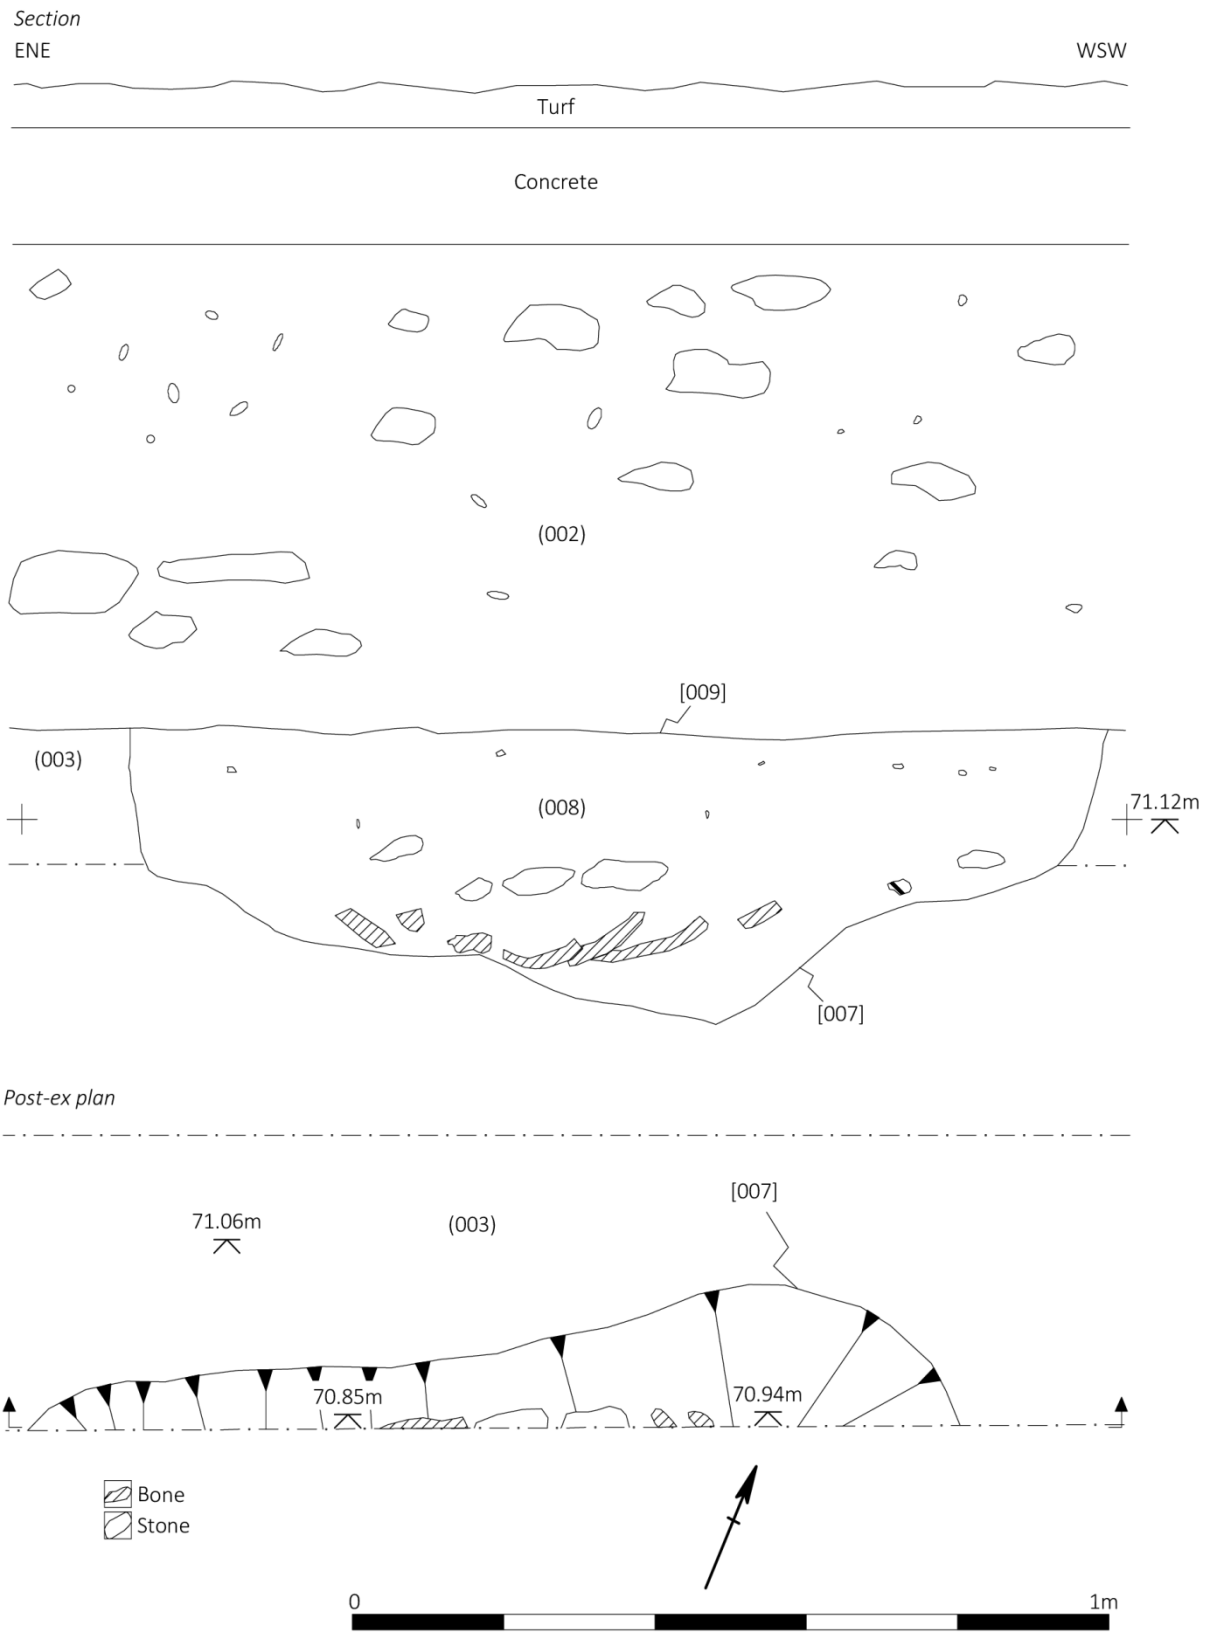 Section
ENE WSW
Turf
Concrete
(002)
[009]
(003)
(008)
71.12m
[007]
Post-ex plan
[007]
71.06m (003)
70.85m 70.94m
Bone
Stone
0 1m